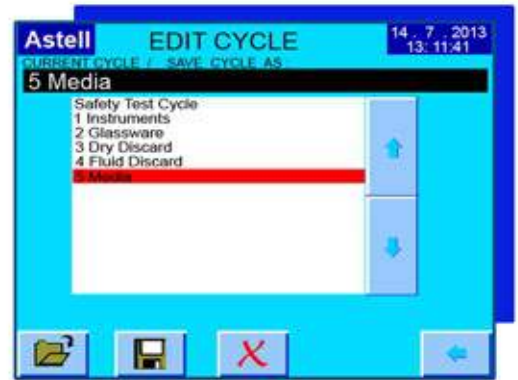 Astell
EDIT CYCLE
14 . 7 . 2013
13: 11:41
CURRENT CYCLE / SAVE CYCLE AS :
5 Media
Safety Test Cycle
1 Instruments
2 Glassware
3 Dry Discard
4 Fluid Discard
5 Media